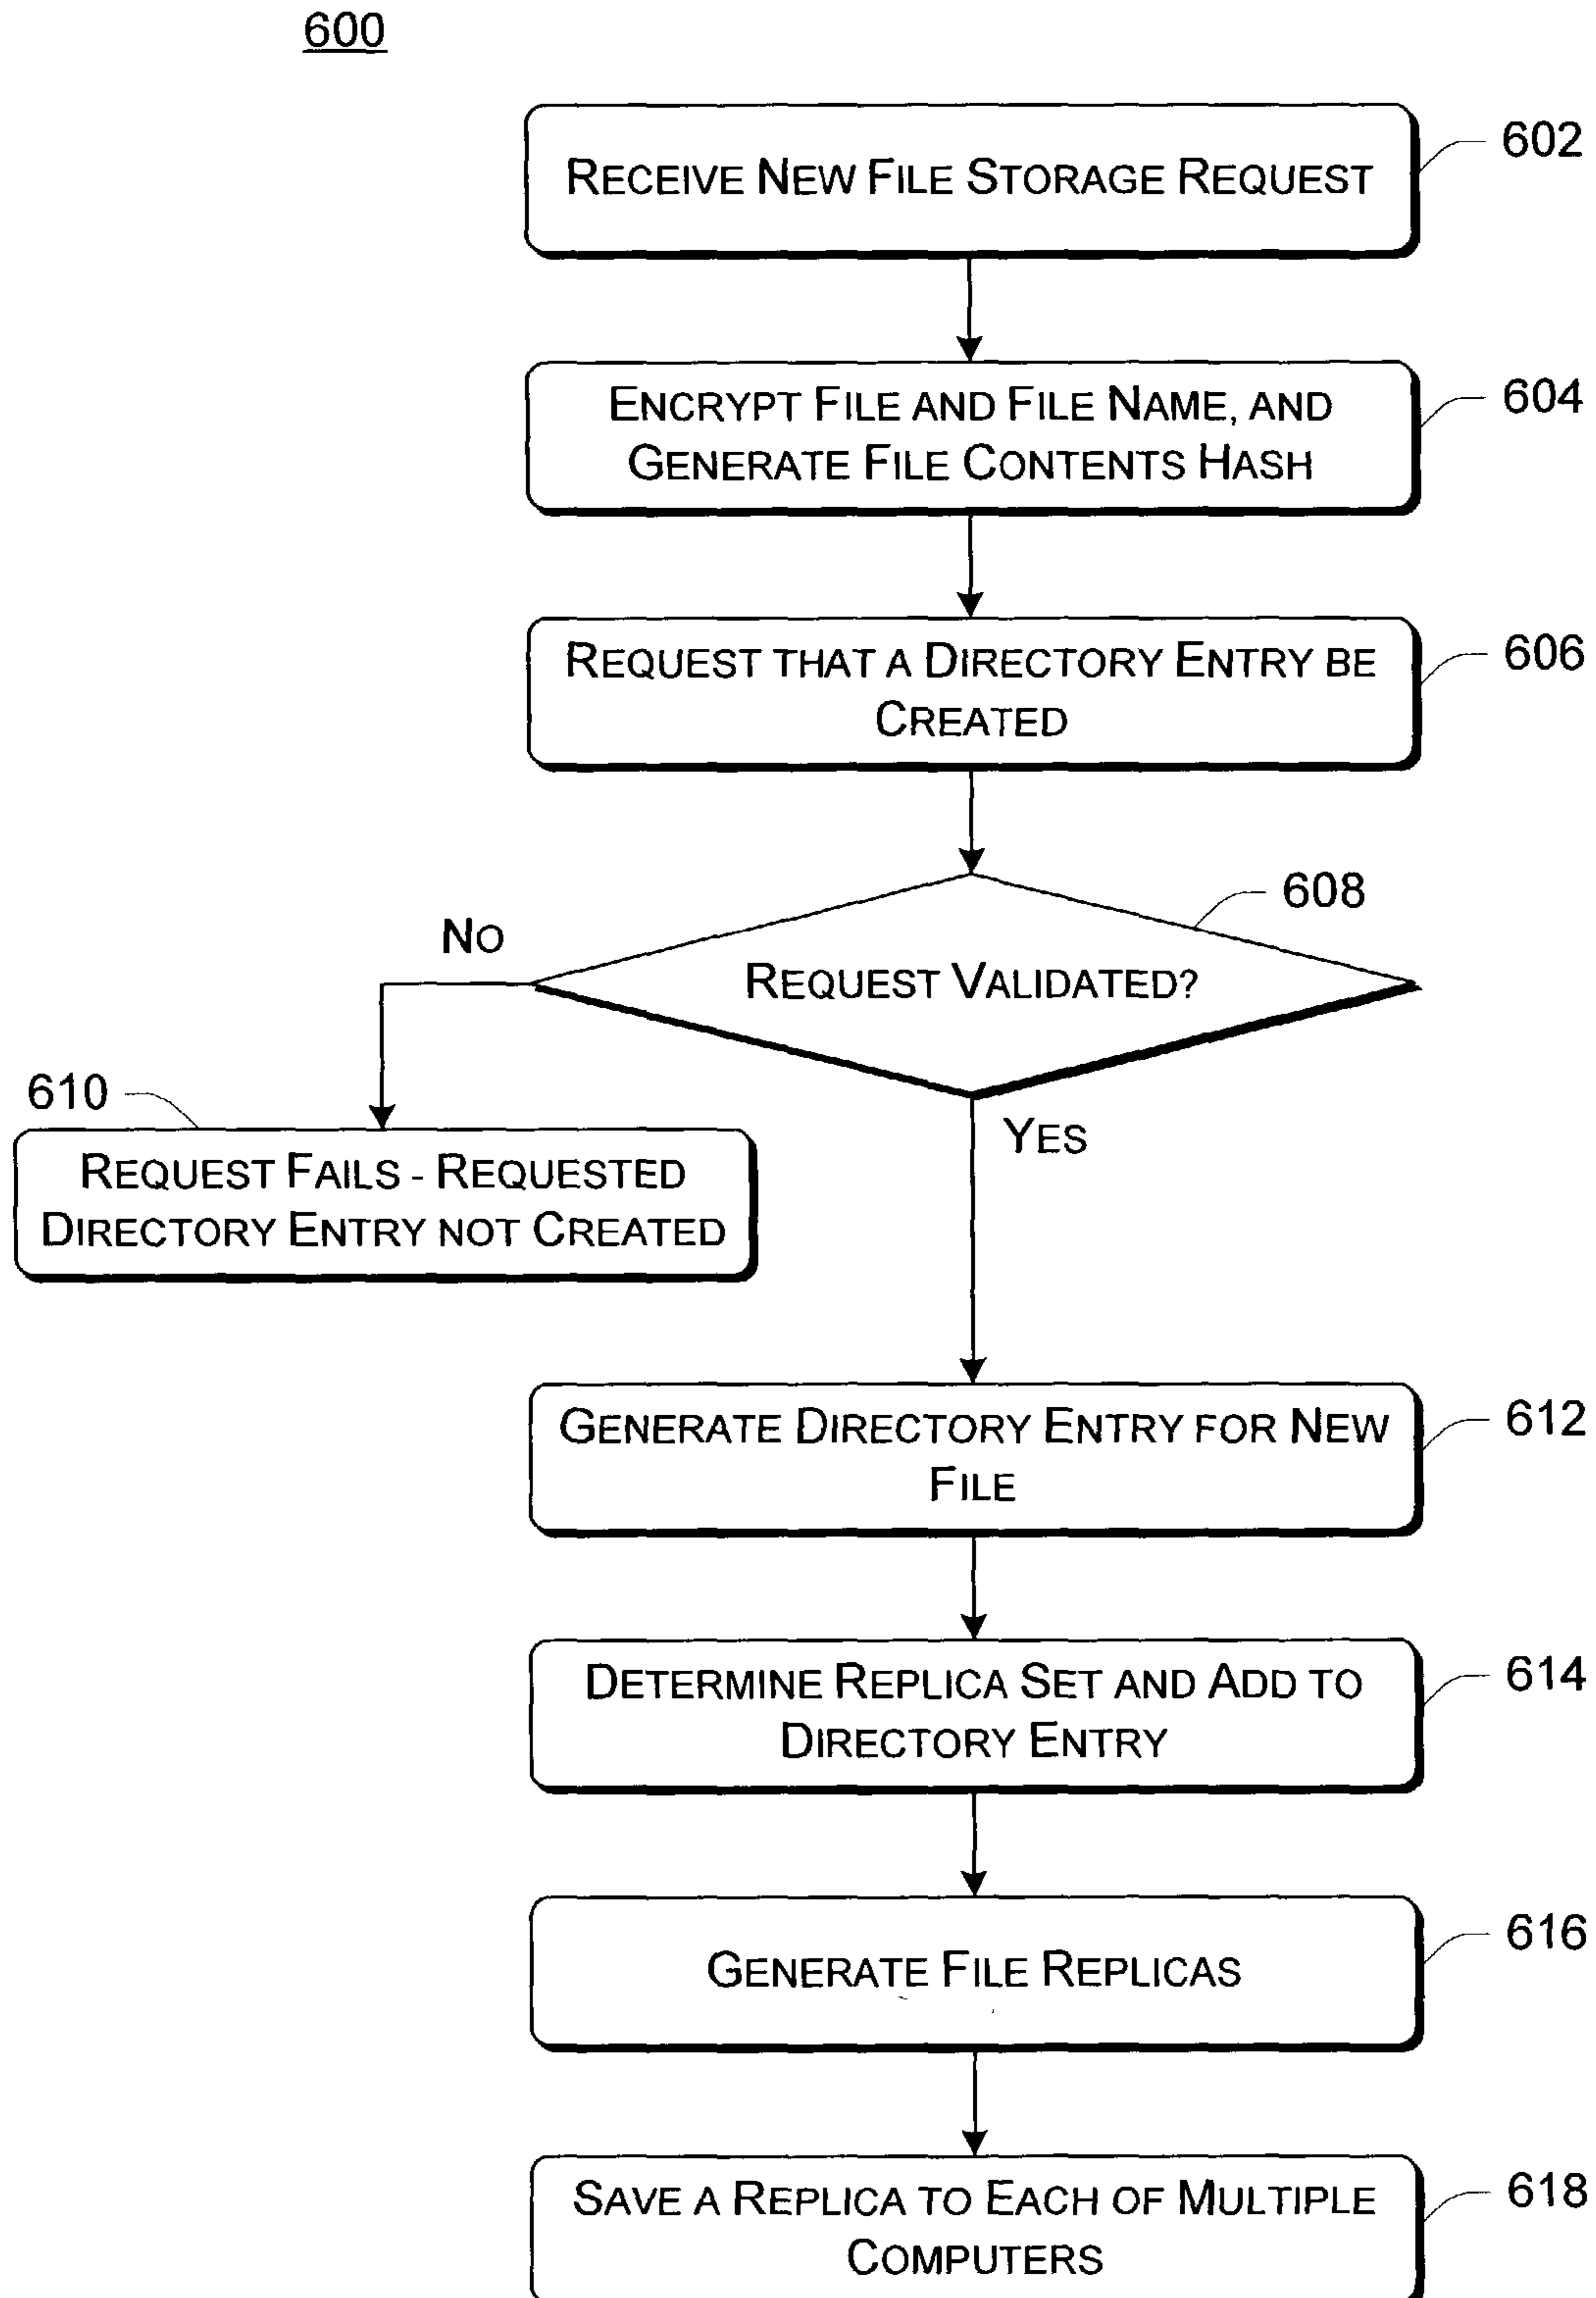 600
RECEIVE NEW FILE STORAGE REQUEST
602
ENCRYPT FILE AND FILE NAME, AND
GENERATE FILE CONTENTS HASH
604
REQUEST THAT A DIRECTORY ENTRY BE
CREATED
606
608
NO
REQUEST VALIDATED?
610
YES
REQUEST FAILS - REQUESTED
DIRECTORY ENTRY NOT CREATED
GENERATE DIRECTORY ENTRY FOR NEW
FILE
612
DETERMINE REPLICA SET AND ADD TO
DIRECTORY ENTRY
614
GENERATE FILE REPLICAS
616
SAVE A REPLICA TO EACH OF MULTIPLE
COMPUTERS
618